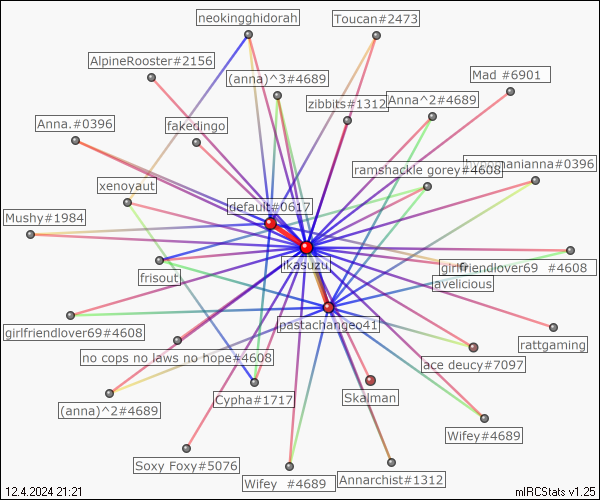 neokingghidorah
Toucan#2473
AlpineRooster#2156
(anna)^3#4689
Mad #6901
zibbits#1312
Anna^2#4689
Anna.#0396
fakedingo
ramshackle gorey#4608
#0396
xenoyaut
default#0617
Mushy#1984
ikasuzu
girlfriendlover69 #4608
frisout
avelicious
pastachangeo41
girlfriendlover69#4608
rattgaming
no cops no laws no hope#4608
ace deucy#7097
Cypha#1717
Skalman
(anna)^2#4689
Wifey#4689
Soxy Foxy#5076
Annarchist#1312
Wifey #4689
12.4.2024 21:21
mIRCStats v1.25